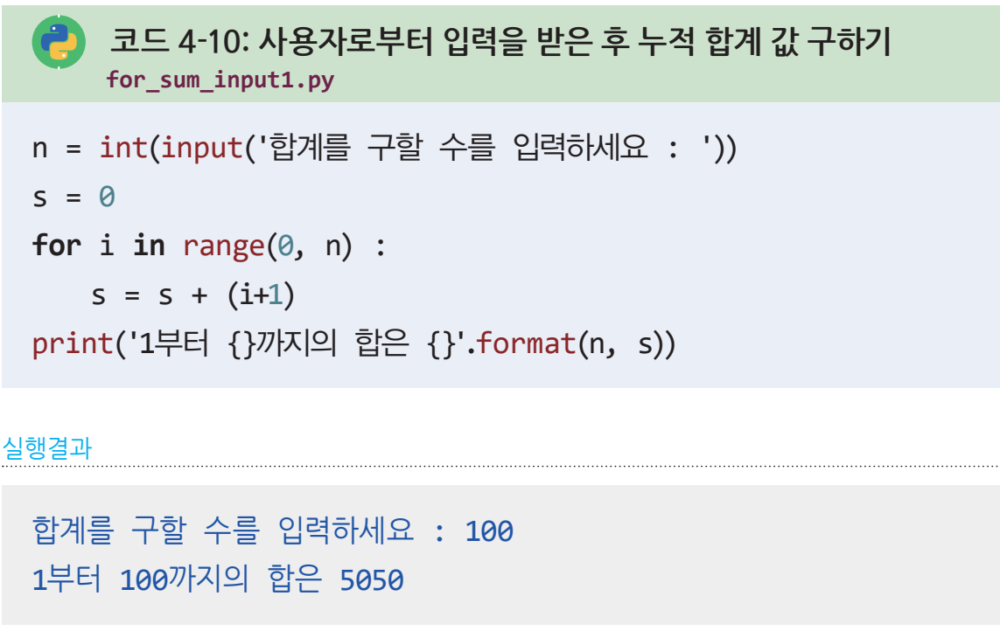 코드 4-10: 사용자로부터 입력을 받은 후 누적 합계 값 구하기
for_sum_input1.py
n = int(input('합계를 구할 수를 입력하세요 : '))
s = 0
for i in range(0, n) :
    s = s + (i+1)
print('1부터 {}까지의 합은 {}'.format(n, s))
실행결과
합계를 구할 수를 입력하세요 : 100
1부터 100까지의 합은 5050